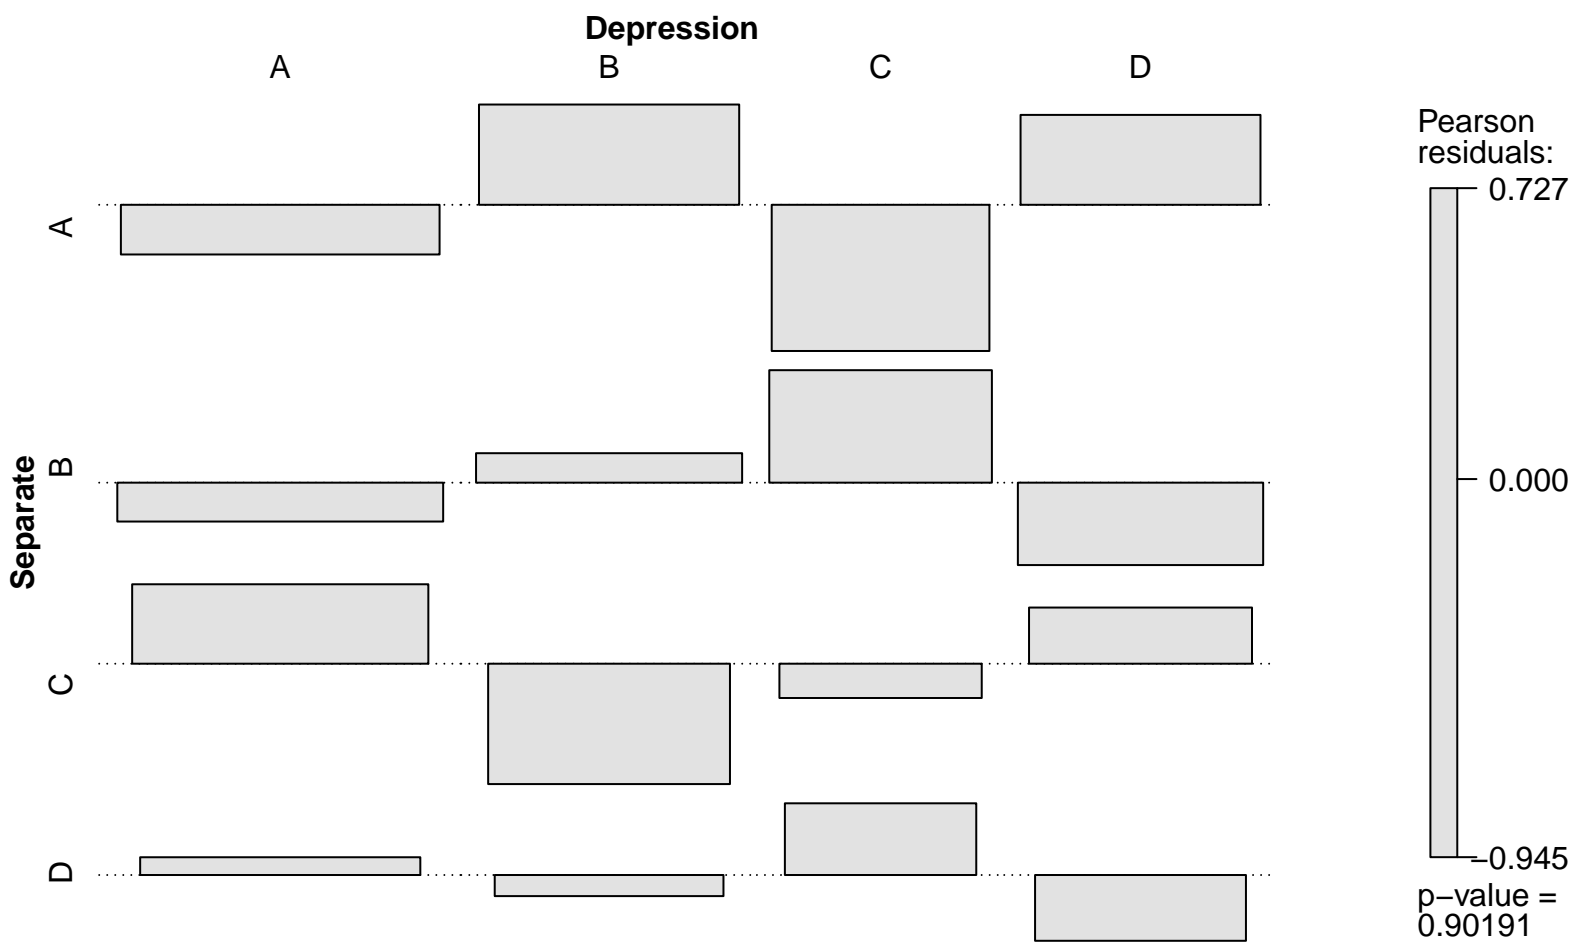 Depression
A B C D
Pearson
residuals:
0.727
A
B
Separate
0.000
C
D
−0.945
p−value =
0.90191